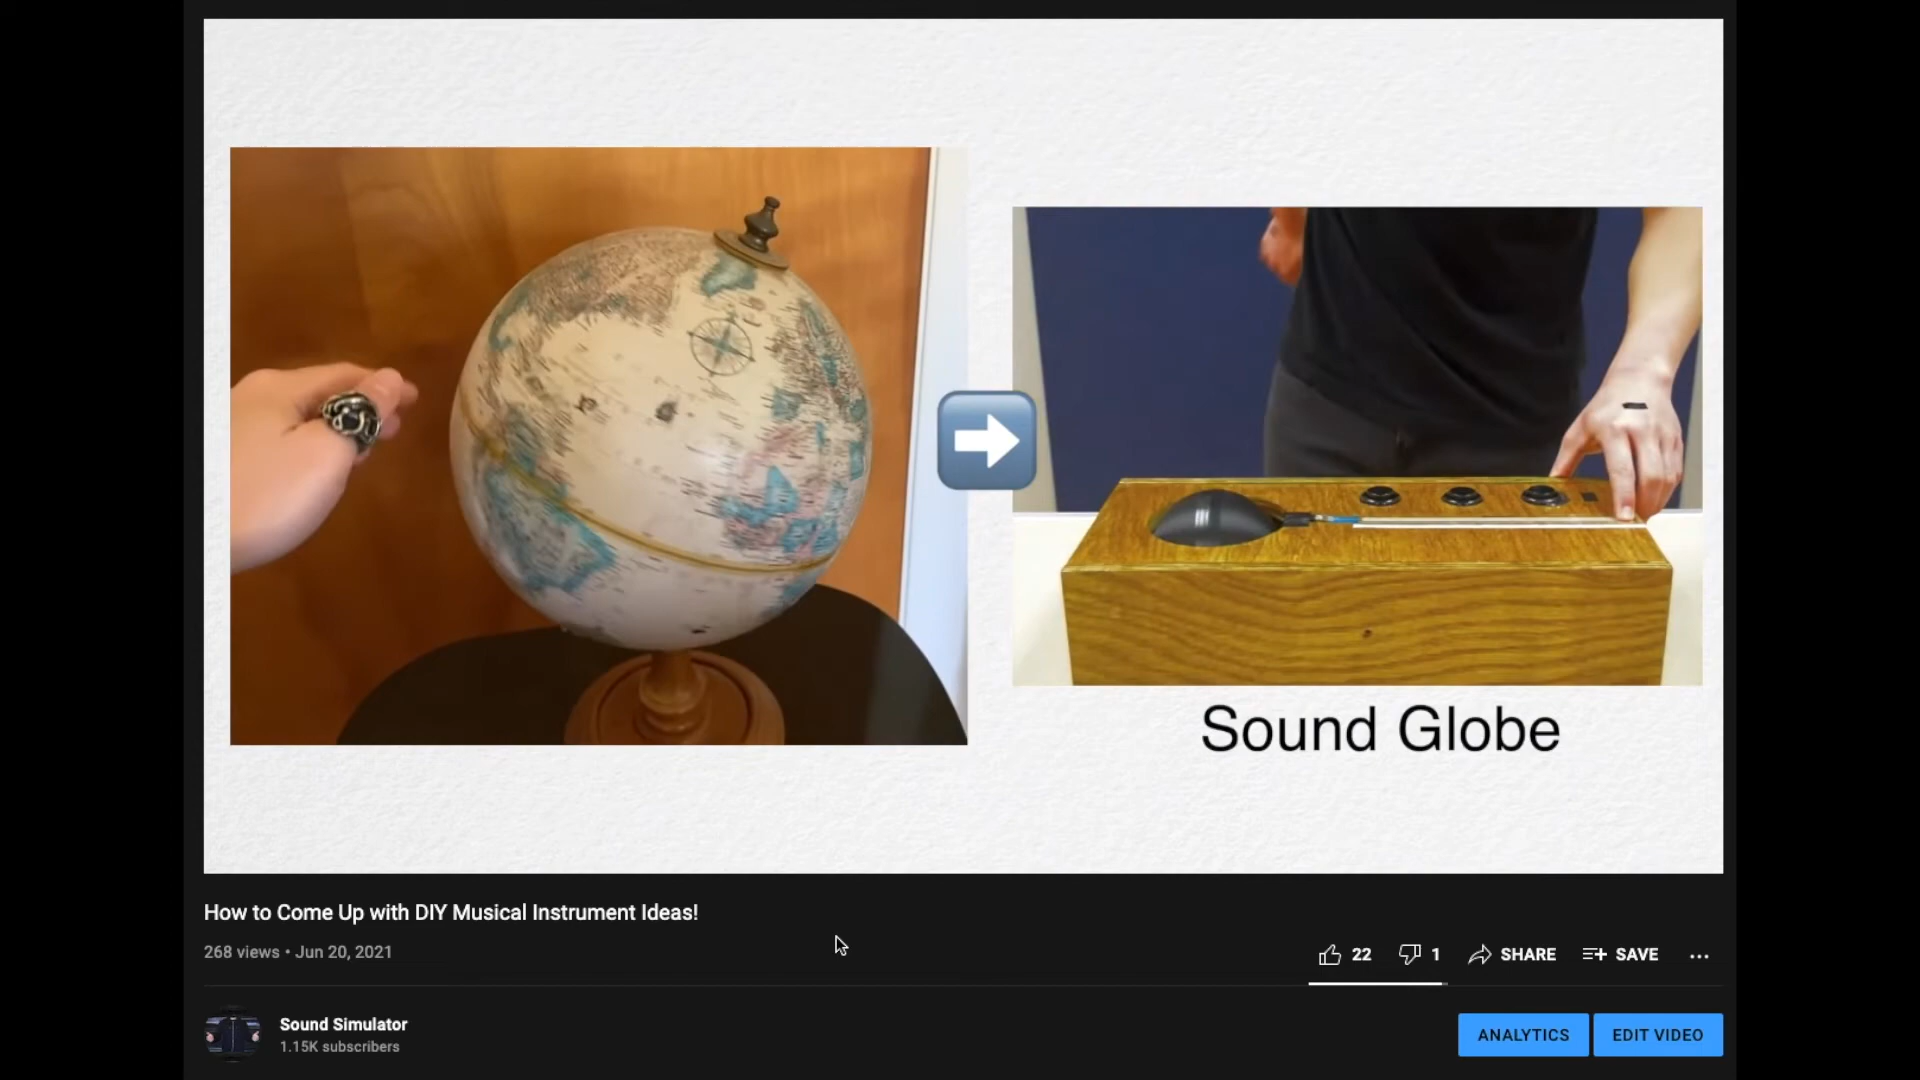 Sound Globe
How to Come Up with DIY Musical Instrument Ideas!
268 views • Jun 20, 2021
22
1
SHARE
SAVE
...
Sound Simulator
1.15K subscribers
ANALYTICS
EDIT VIDEO